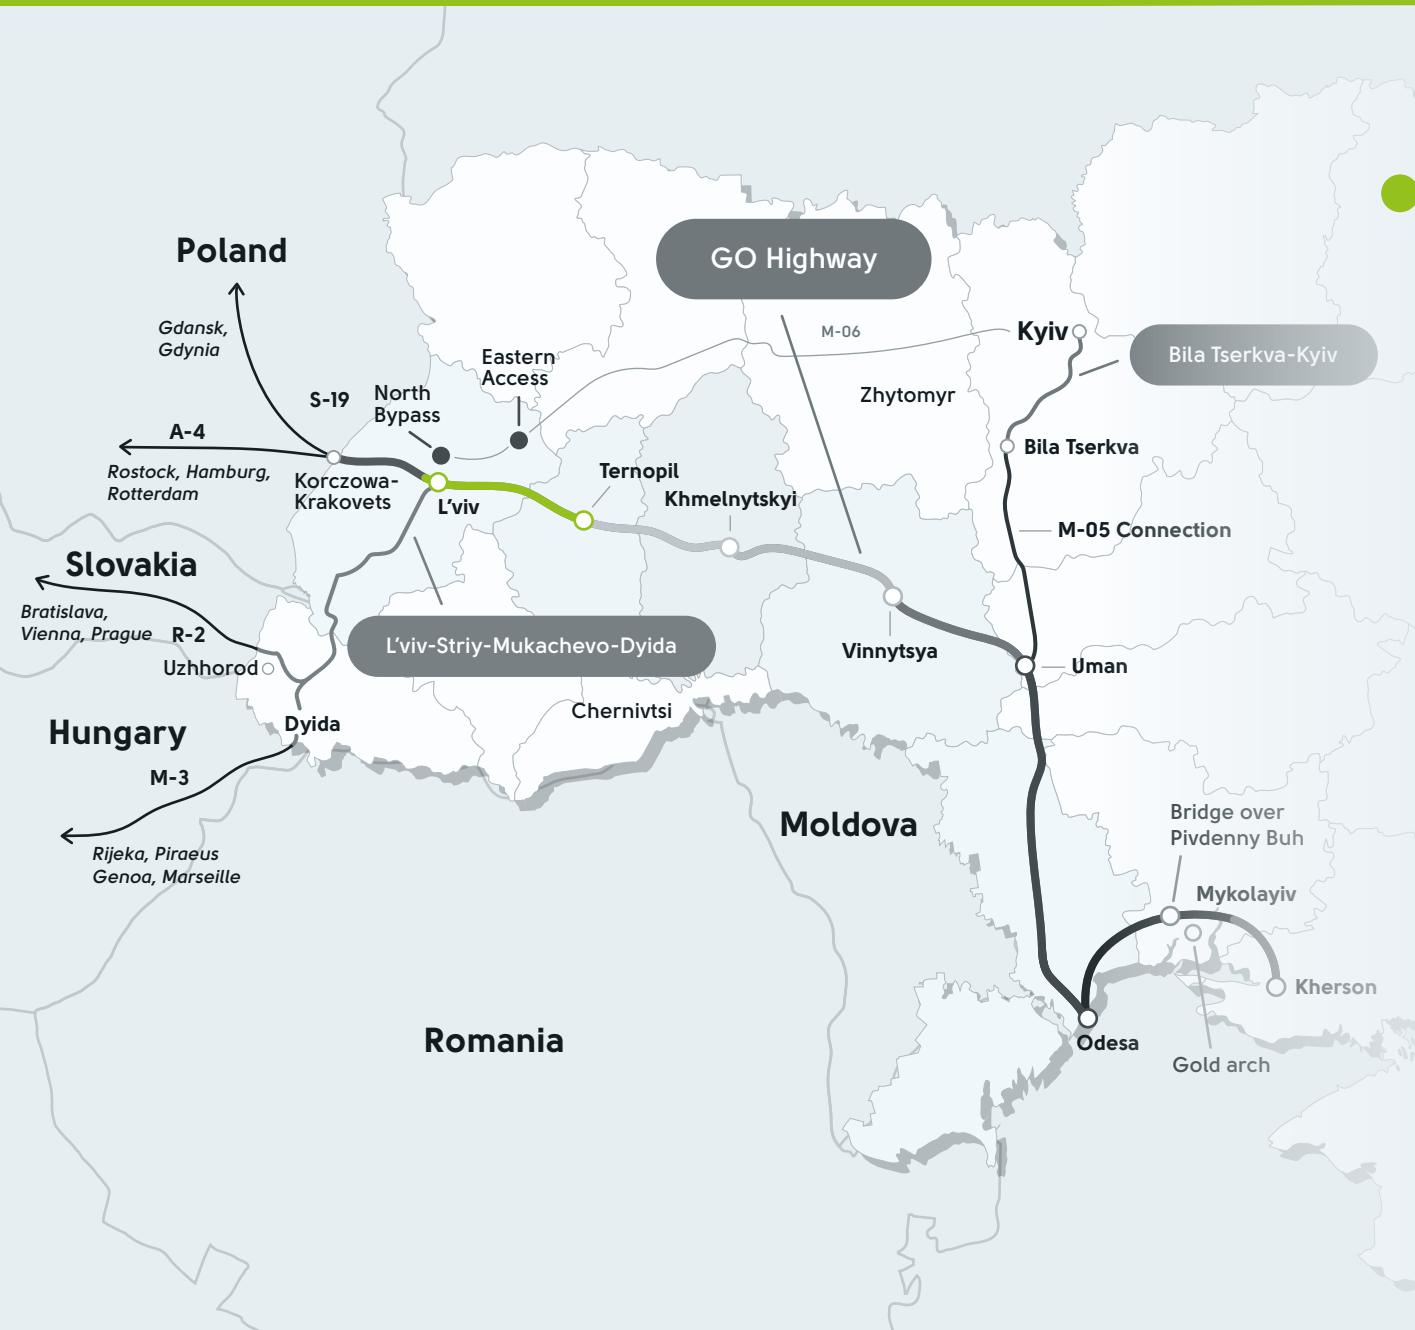 Poland
GO Highway
Gdansk,
Gdynia
M-06
Kyiv
Bila Tserkva-Kyiv
Eastern
Access
North
Bypass
S-19
Zhytomyr
A-4
Bila Tserkva
Rostock, Hamburg,
Rotterdam
Korczowa-
Krakovets
L'viv
Ternopil
Khmelnytskyi
M-05 Connection
Slovakia
Bratislava,
Vienna, Prague
R-2
L'viv-Striy-Mukachevo-Dyida
Vinnytsya
Uman
Uzhhorod
Chernivtsi
Dyida
Hungary
M-3
Moldova
Bridge over
Pivdenny Buh
Rijeka, Piraeus
Genoa, Marseille
Mykolayiv
Kherson
Romania
Odesa
Gold arch